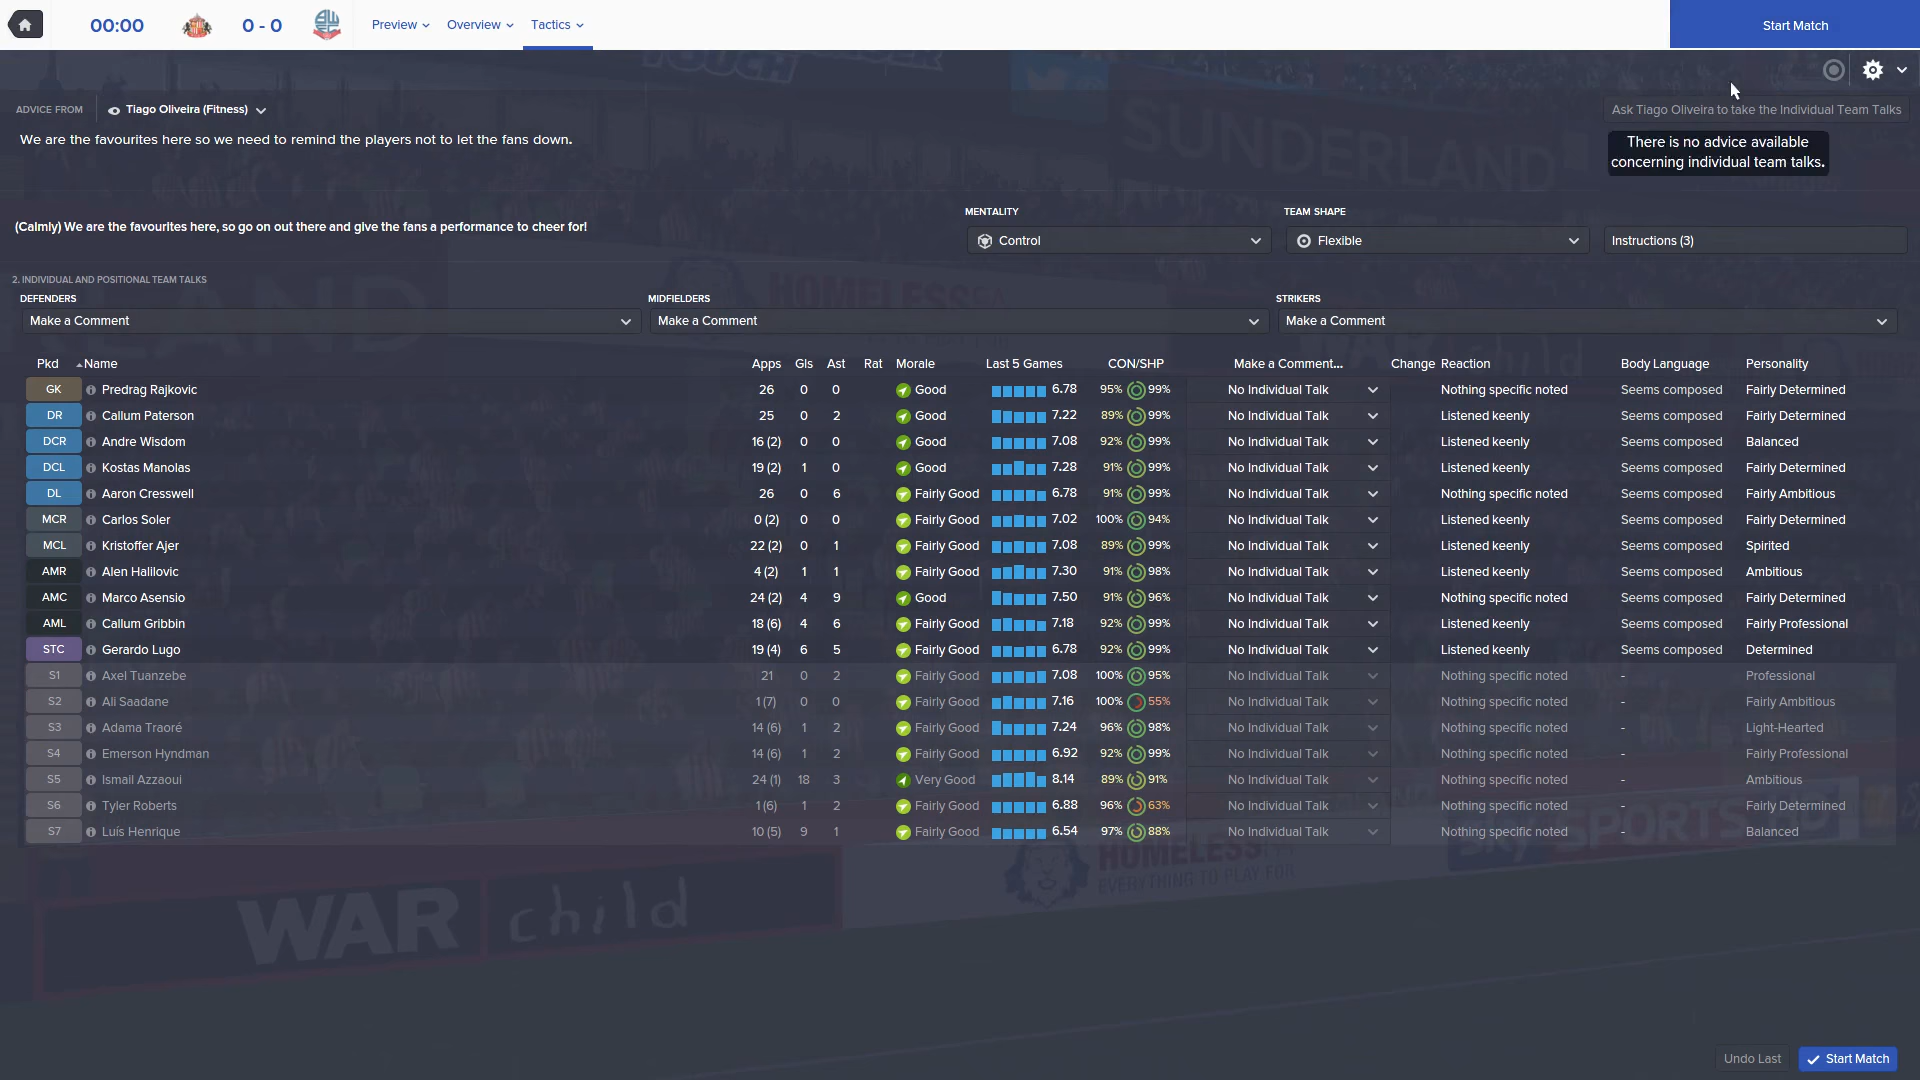 00:00 0 - 0 Preview Overview Tactics Start Match
ADVICE FROM Tiago Oliveira (Fitness) Ask Tiago Oliveira to take the Individual Team Talks
We are the favourites here so we need to remind the players not to let the fans down.
There is no advice available
concerning individual team talks.
SUNDERLAND
MENTALITY TEAM SHAPE
(Calmly) We are the favourites here, so go on out there and give the fans a performance to cheer for!
Control Flexible Instructions (3)
2. INDIVIDUAL AND POSITIONAL TEAM TALKS
DEFENDERS MIDFIELDERS STRIKERS
Make a Comment Make a Comment Make a Comment
Pkd Name Apps Gls Ast Rat Morale Last 5 Games CON/SHP Make a Comment... Change Reaction Body Language Personality
GK Predrag Rajkovic 26 0 0 Good 6.78 95% 99% No Individual Talk Nothing specific noted Seems composed Fairly Determined
DR Callum Paterson 25 0 2 Good 7.22 89% 99% No Individual Talk Listened keenly Seems composed Fairly Determined
DCR Andre Wisdom 16 (2) 0 0 Good 7.08 92% 99% No Individual Talk Listened keenly Seems composed Balanced
DCL Kostas Manolas 19 (2) 1 0 Good 7.28 91% 99% No Individual Talk Listened keenly Seems composed Fairly Determined
DL Aaron Cresswell 26 0 6 Fairly Good 6.78 91% 99% No Individual Talk Nothing specific noted Seems composed Fairly Ambitious
MCR Carlos Soler 0 (2) 0 0 Fairly Good 7.02 100% 94% No Individual Talk Listened keenly Seems composed Fairly Determined
MCL Kristoffer Ajer 22 (2) 0 1 Fairly Good 7.08 89% 99% No Individual Talk Listened keenly Seems composed Spirited
AMR Alen Halilovic 4 (2) 1 1 Fairly Good 7.30 91% 98% No Individual Talk Listened keenly Seems composed Ambitious
AMC Marco Asensio 24 (2) 4 9 Good 7.50 91% 96% No Individual Talk Nothing specific noted Seems composed Fairly Determined
AML Callum Gribbin 18 (6) 4 6 Fairly Good 7.18 92% 99% No Individual Talk Listened keenly Seems composed Fairly Professional
STC Gerardo Lugo 19 (4) 6 5 Fairly Good 6.78 92% 99% No Individual Talk Listened keenly Seems composed Determined
S1 Axel Tuanzebe 21 0 2 Fairly Good 7.08 100% 95% No Individual Talk Nothing specific noted - Professional
S2 Ali Saadane 1 (7) 0 0 Fairly Good 7.16 100% 55% No Individual Talk Nothing specific noted - Fairly Ambitious
S3 Adama Traoré 14 (6) 1 2 Fairly Good 7.24 96% 98% No Individual Talk Nothing specific noted - Light-Hearted
S4 Emerson Hyndman 14 (6) 1 2 Fairly Good 6.92 92% 99% No Individual Talk Nothing specific noted - Fairly Professional
S5 Ismail Azzaoui 24 (1) 18 3 Very Good 8.14 89% 91% No Individual Talk Nothing specific noted - Ambitious
S6 Tyler Roberts 1 (6) 1 2 Fairly Good 6.88 96% 63% No Individual Talk Nothing specific noted - Fairly Determined
S7 Luís Henrique 10 (5) 9 1 Fairly Good 6.54 97% 88% No Individual Talk Nothing specific noted - Balanced
HOMELESS
EVERYTHING TO PLAY FOR
sky SPORTS HD 1
WAR child
Undo Last Start Match